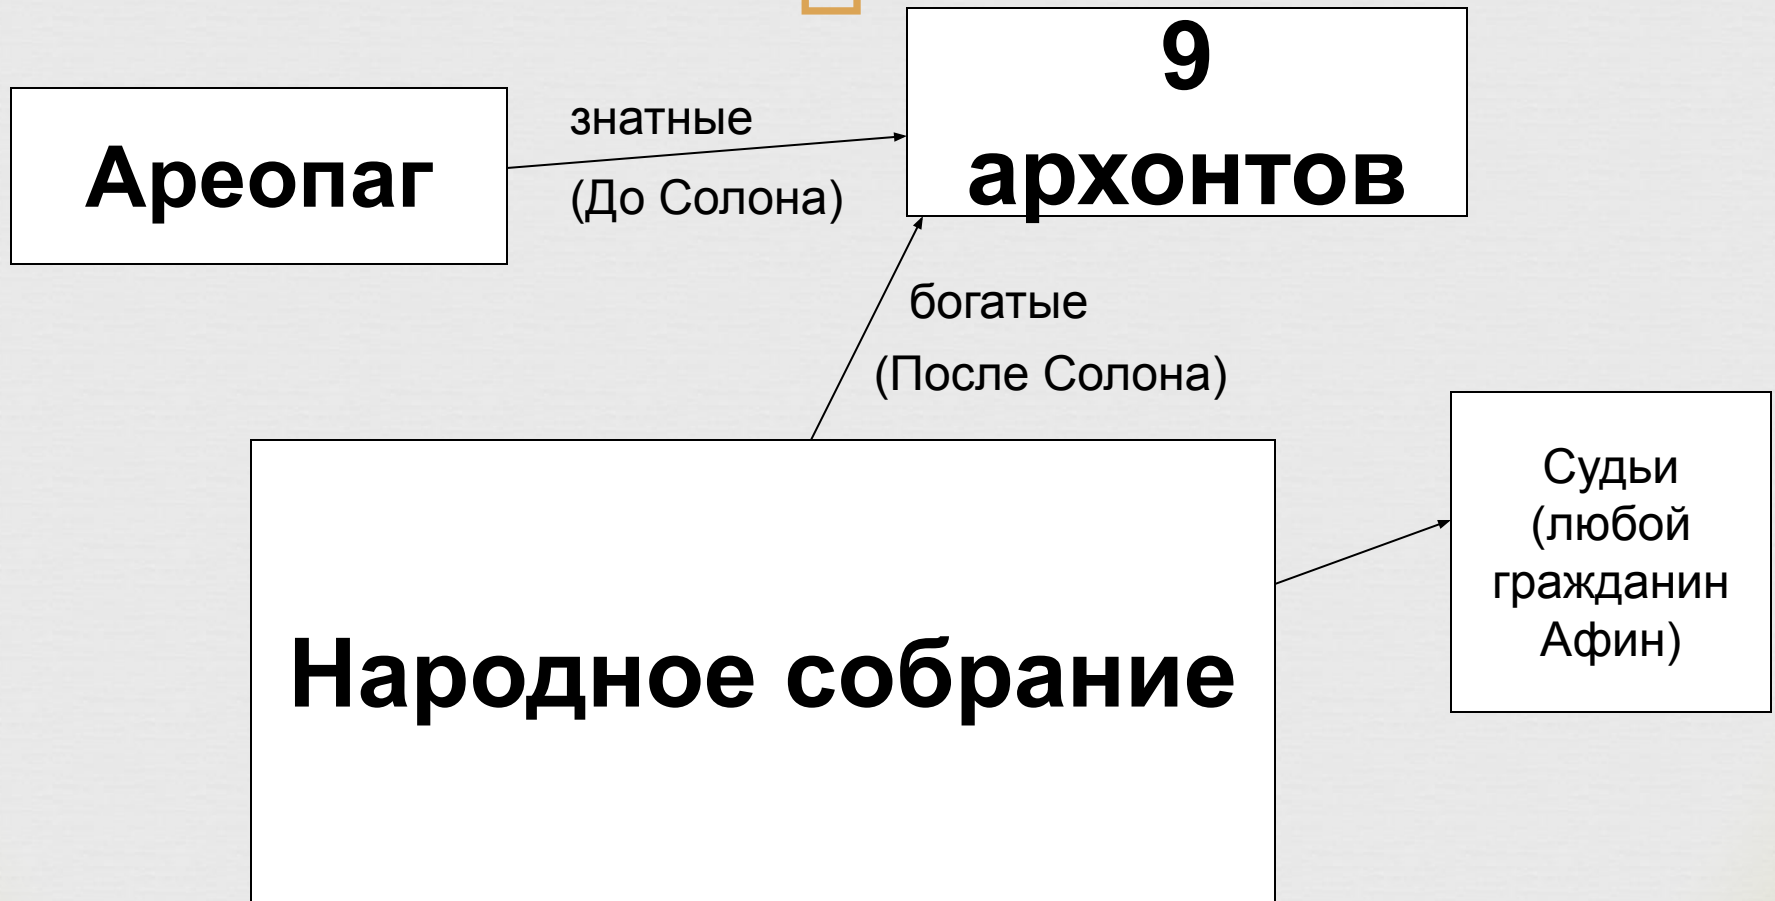 9
архонтов
Ареопаг
знатные
(До Солона)
богатые
(После Солона)
Народное собрание
Судьи
(любой
гражданин
Афин)